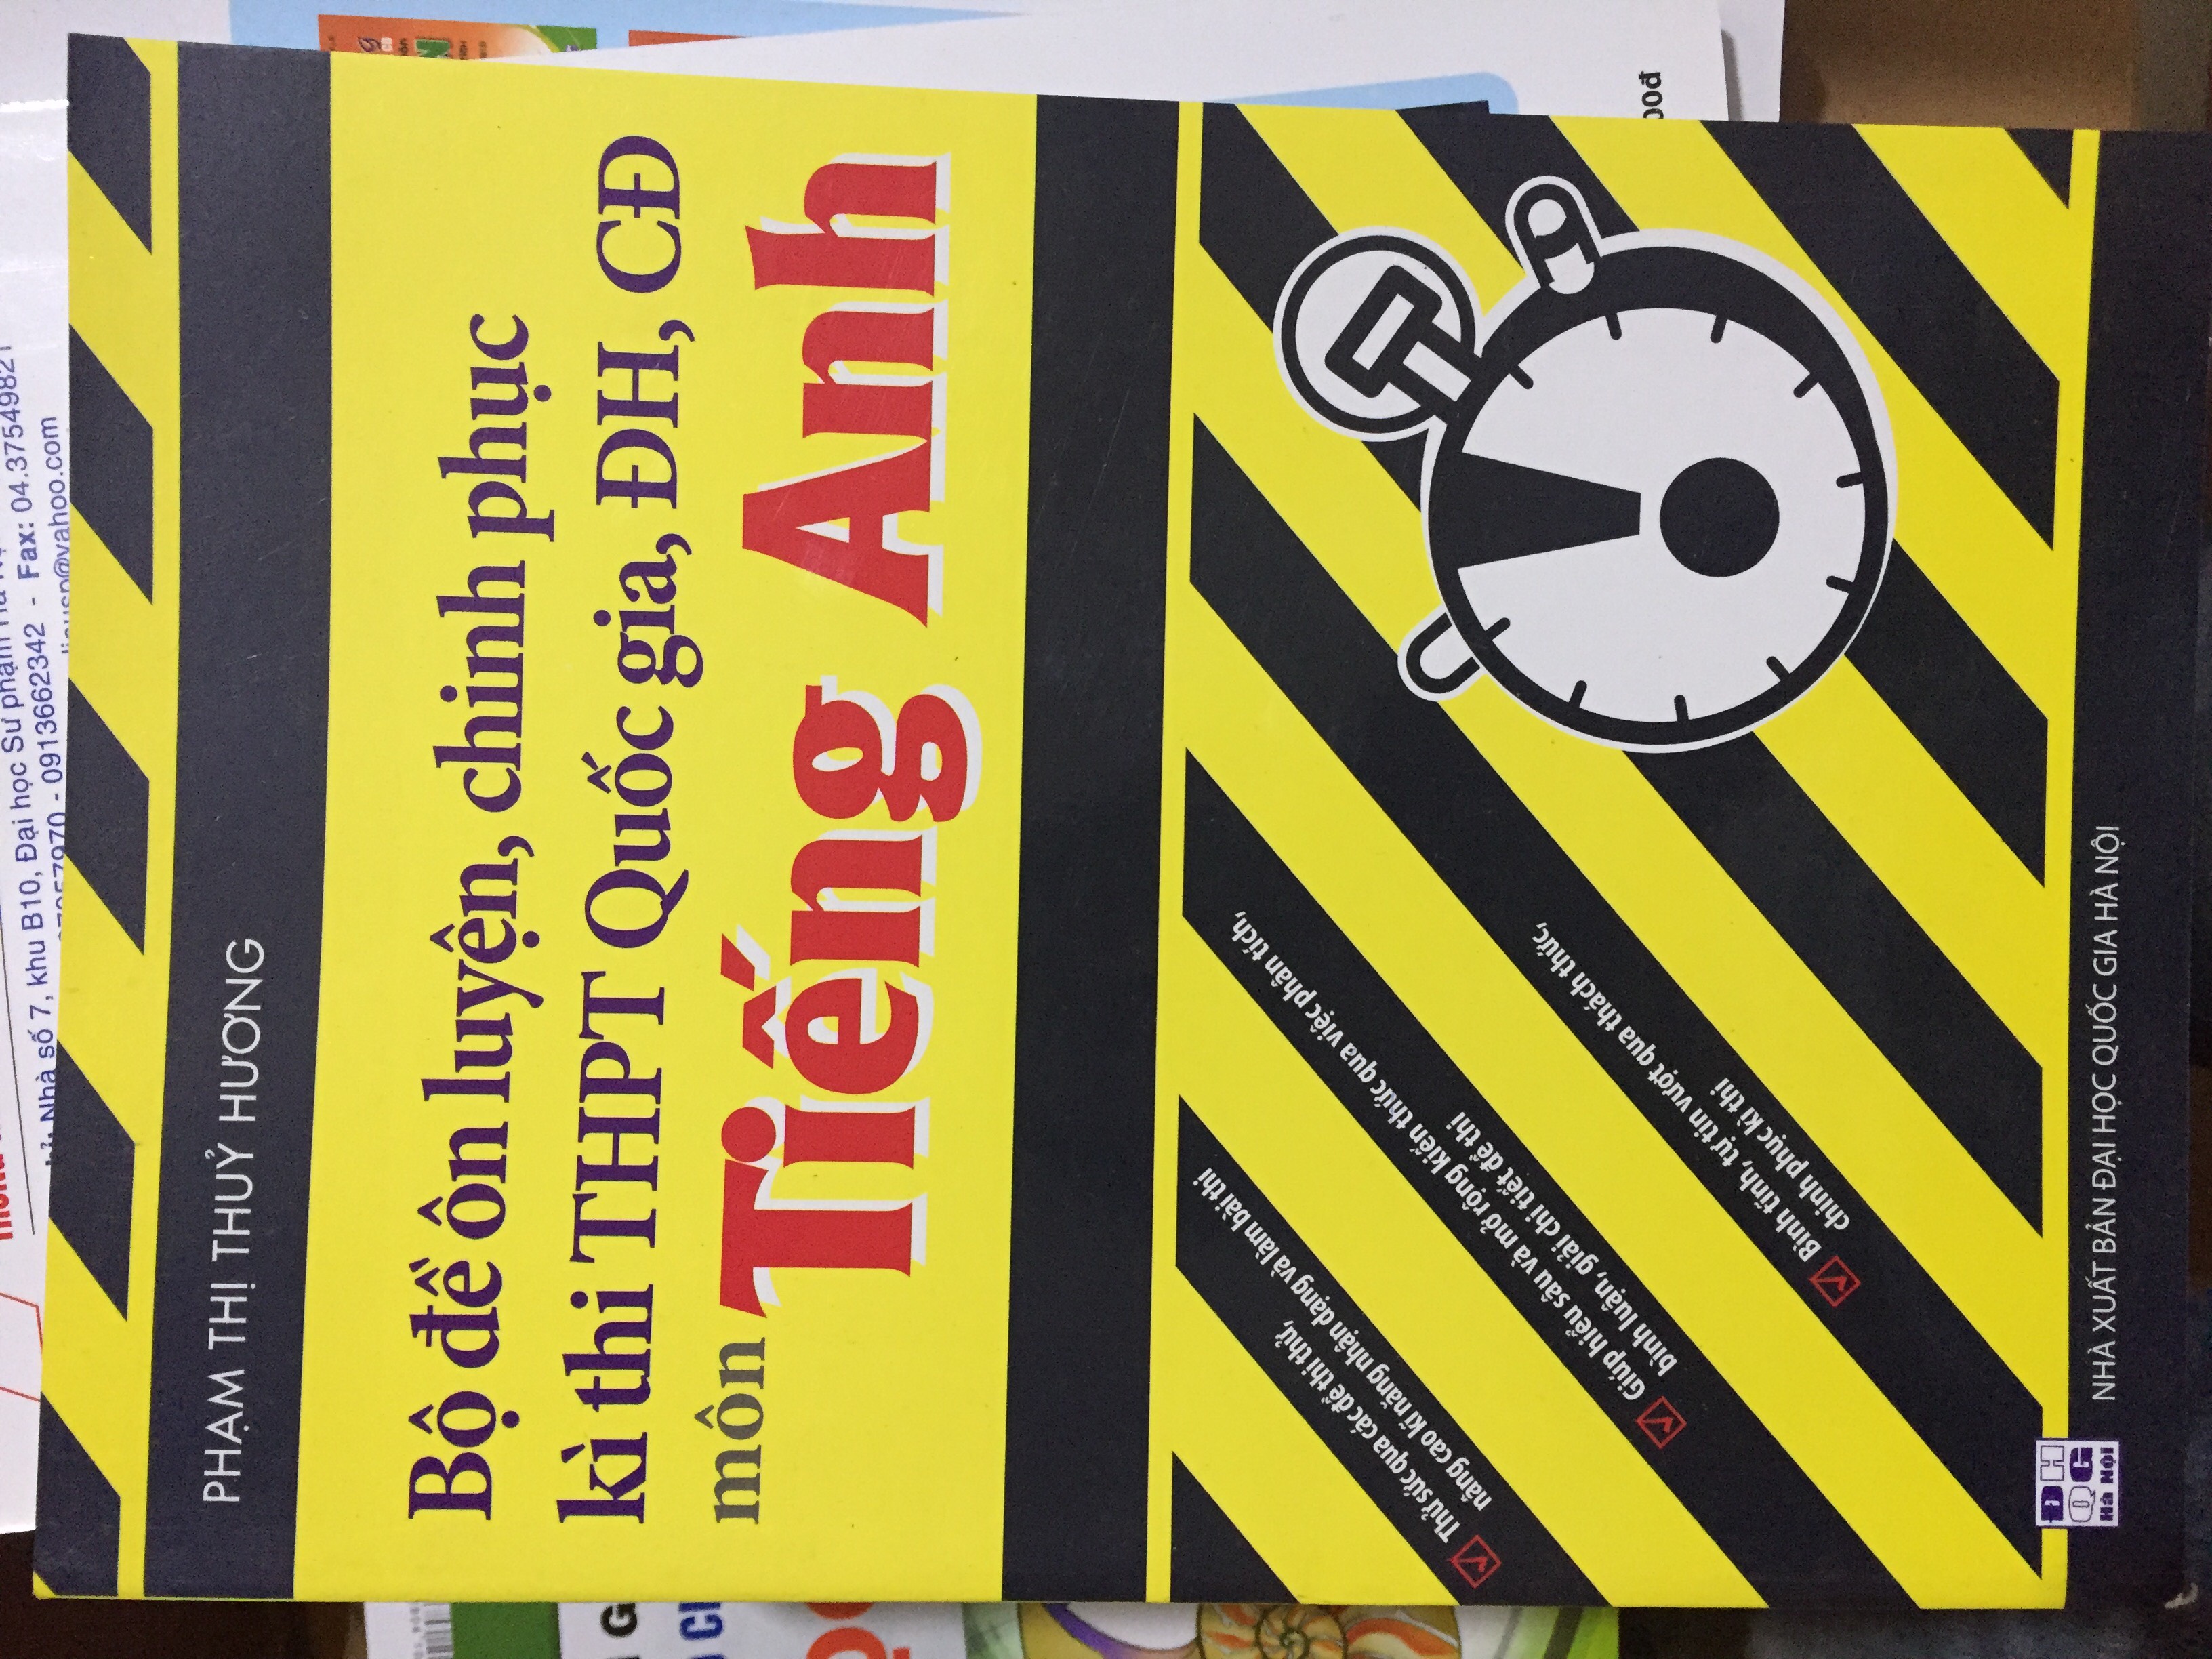 PHẠM THỊ THUỶ HƯƠNG
Bộ đề ôn luyện, chinh phục
kì thi THPT Quốc gia, ĐH, CĐ
môn Tiếng Anh
Thử sức qua các đề thi thử,
nâng cao kĩ năng nhận dạng và làm bài thi
Giúp hiểu sâu và mở rộng kiến thức qua việc phân tích,
bình luận, giải chi tiết đề thi
Bình tĩnh, tự tin vượt qua thách thức,
chinh phục kì thi
ĐH
QG
Hà Nội
NHÀ XUẤT BẢN ĐẠI HỌC QUỐC GIA HÀ NỘI
Nhà số 7, khu B10, Đại học Sư phạm
- 0913662342 - Fax: 04.37549821
@yahoo.com